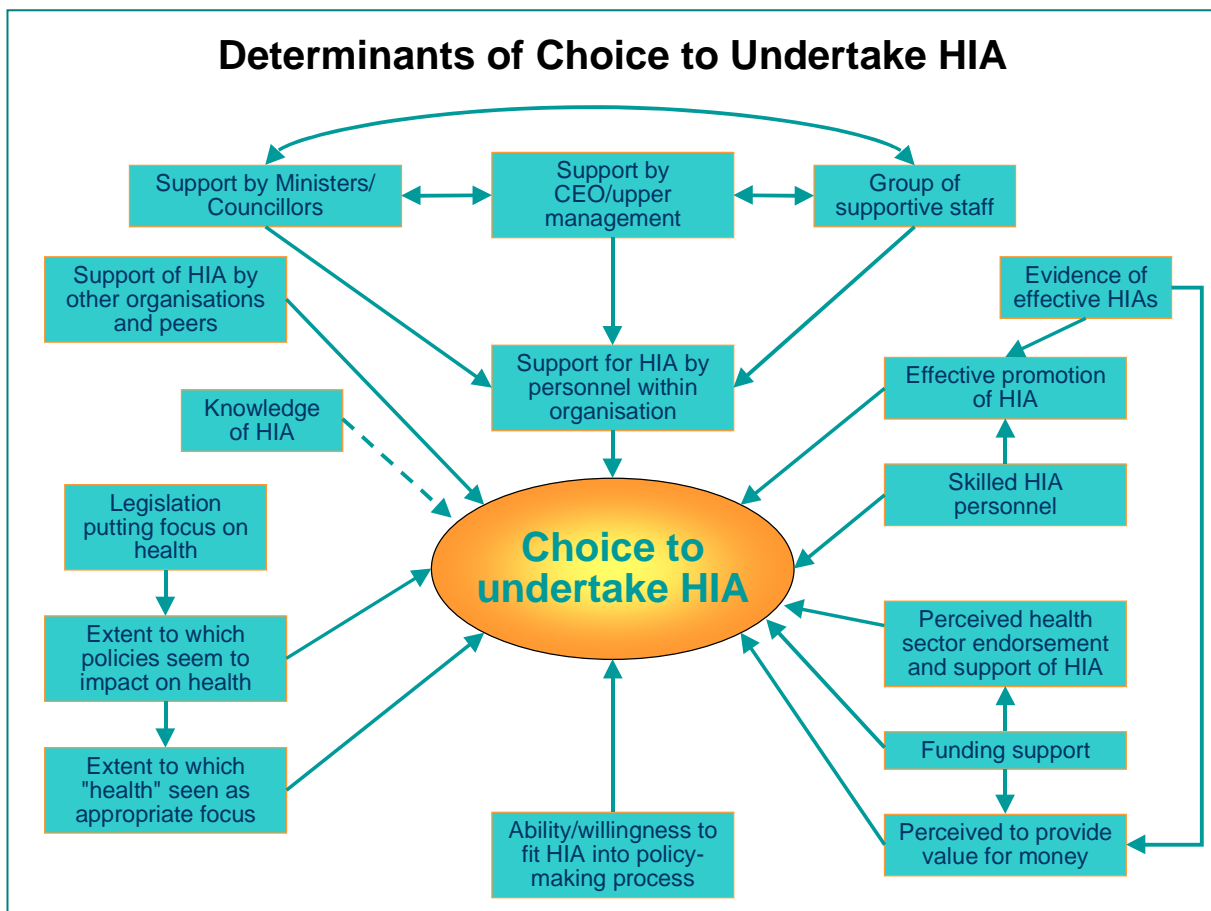 Determinants of Choice to Undertake HIA
Support by Ministers/
Councillors
Support by
CEO/upper
management
Group of
supportive staff
Support of HIA by
other organisations
and peers
Evidence of
effective HIAs
Support for HIA by
personnel within
organisation
Effective promotion
of HIA
Knowledge
of HIA
Skilled HIA
personnel
Legislation
putting focus on
health
Choice to
undertake HIA
Extent to which
policies seem to
impact on health
Perceived health
sector endorsement
and support of HIA
Funding support
Extent to which
"health" seen as
appropriate focus
Ability/willingness to
fit HIA into policy-
making process
Perceived to provide
value for money